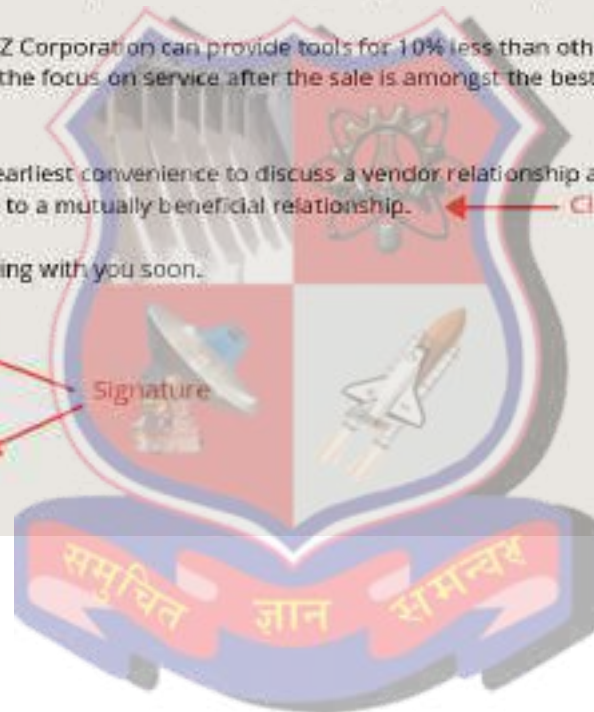 Z Corporation can provide tools for 10% less than oth
the focus on service after the sale is amongst the best
earliest convenience to discuss a vendor relationship a
to a mutually beneficial relationship.
Cl
ing with you soon.
Signature
समुचित ज्ञान समन्वय